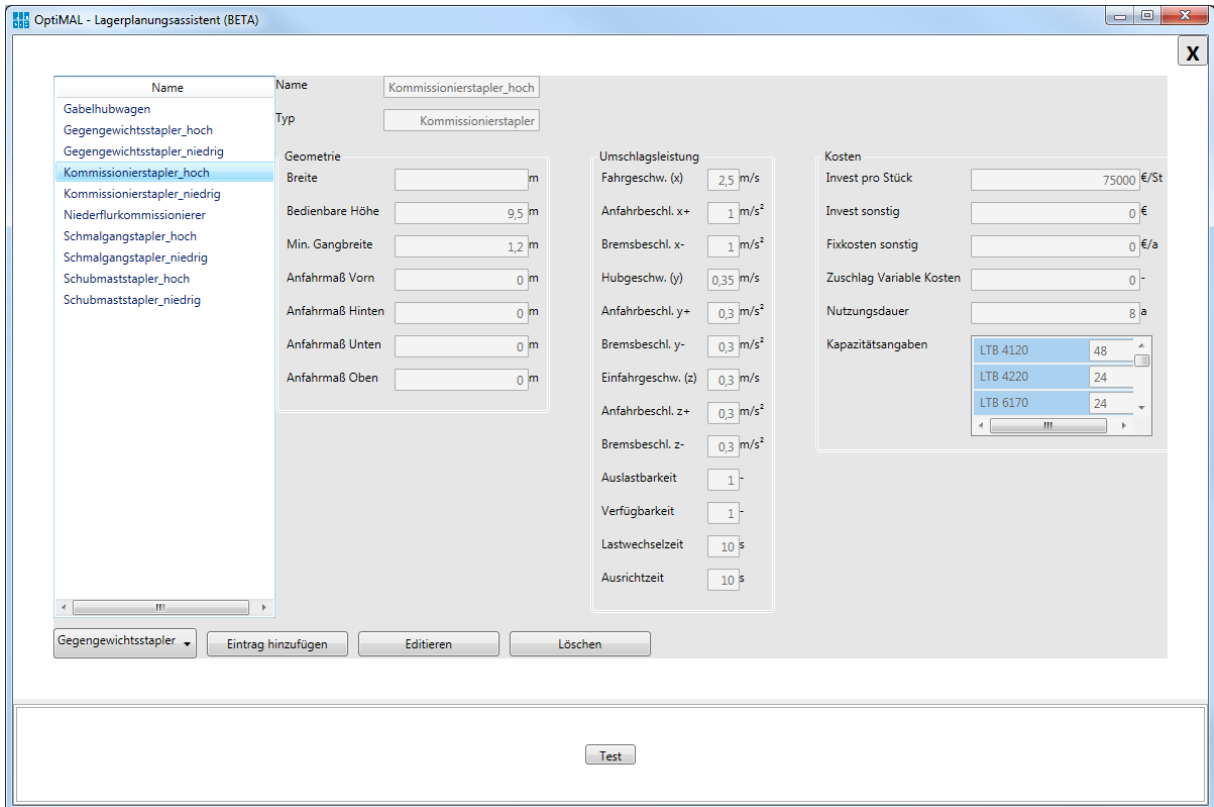 OptiMAL - Lagerplanungsassistent (BETA)
X
Name
Gabelhubwagen
Gegengewichtsstapler_hoch
Gegengewichtsstapler_niedrig
Kommissionierstapler_hoch
Kommissionierstapler_niedrig
Niederflurkommissionierer
Schmalgangstapler_hoch
Schmalgangstapler_niedrig
Schubmaststapler_hoch
Schubmaststapler_niedrig
Name Kommissionierstapler_hoch
Typ Kommissionierstapler
Geometrie
Breite m
Bedienbare Höhe 9,5 m
Min. Gangbreite 1,2 m
Anfahrmaß Vorn 0 m
Anfahrmaß Hinten 0 m
Anfahrmaß Unten 0 m
Anfahrmaß Oben 0 m
Umschlagsleistung
Fahrgeschw. (x) 2,5 m/s
Anfahrbeschl. x+ 1 m/s²
Bremsbeschl. x- 1 m/s²
Hubgeschw. (y) 0,35 m/s
Anfahrbeschl. y+ 0,3 m/s²
Bremsbeschl. y- 0,3 m/s²
Einfahrgeschw. (z) 0,3 m/s
Anfahrbeschl. z+ 0,3 m/s²
Bremsbeschl. z- 0,3 m/s²
Auslastbarkeit 1 -
Verfügbarkeit 1 -
Lastwechselzeit 10 s
Ausrichtzeit 10 s
Kosten
Invest pro Stück 75000 €/St
Invest sonstig 0 €
Fixkosten sonstig 0 €/a
Zuschlag Variable Kosten 0 -
Nutzungsdauer 8 a
Kapazitätsangaben
LTB 4120 48
LTB 4220 24
LTB 6170 24
Gegengewichtsstapler Eintrag hinzufügen Editieren Löschen
Test